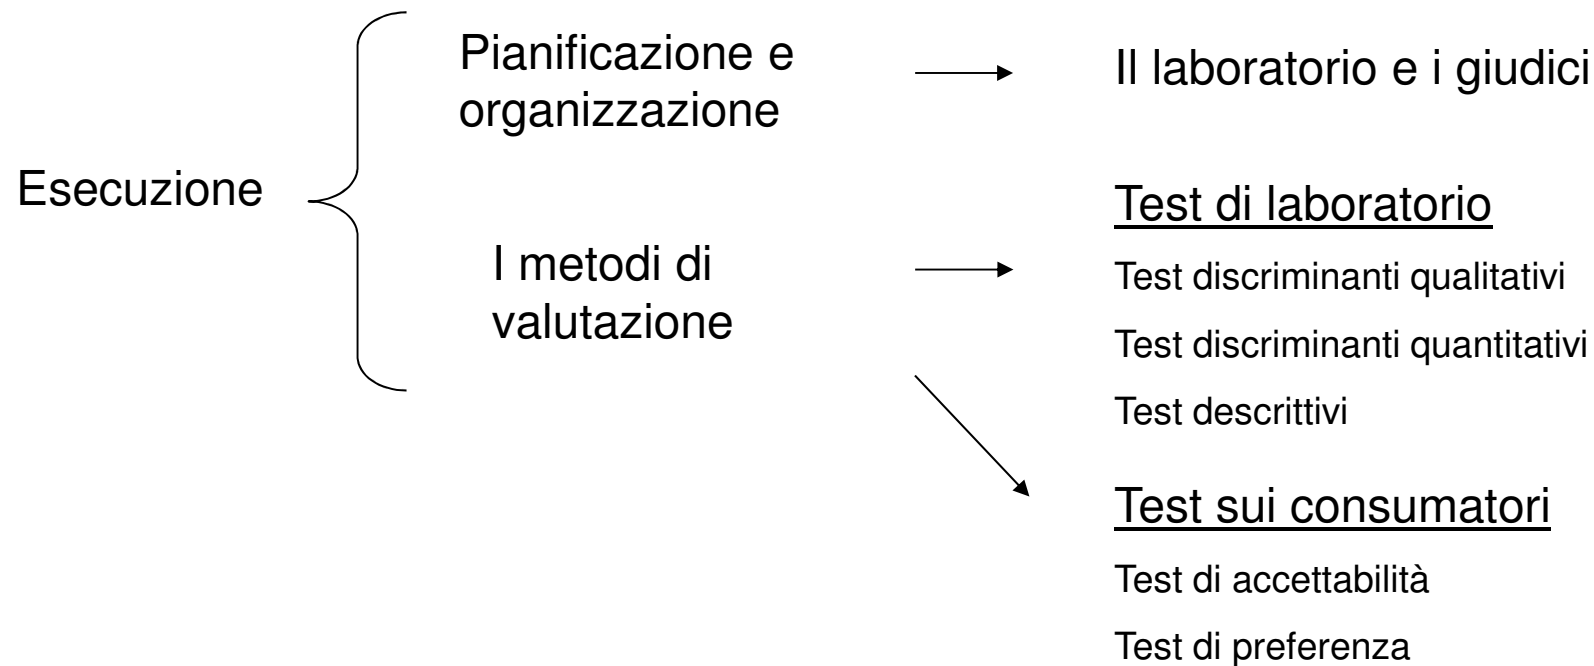 Esecuzione
Pianificazione e
organizzazione
Il laboratorio e i giudici
I metodi di
valutazione
Test di laboratorio
Test discriminanti qualitativi
Test discriminanti quantitativi
Test descrittivi
Test sui consumatori
Test di accettabilità
Test di preferenza